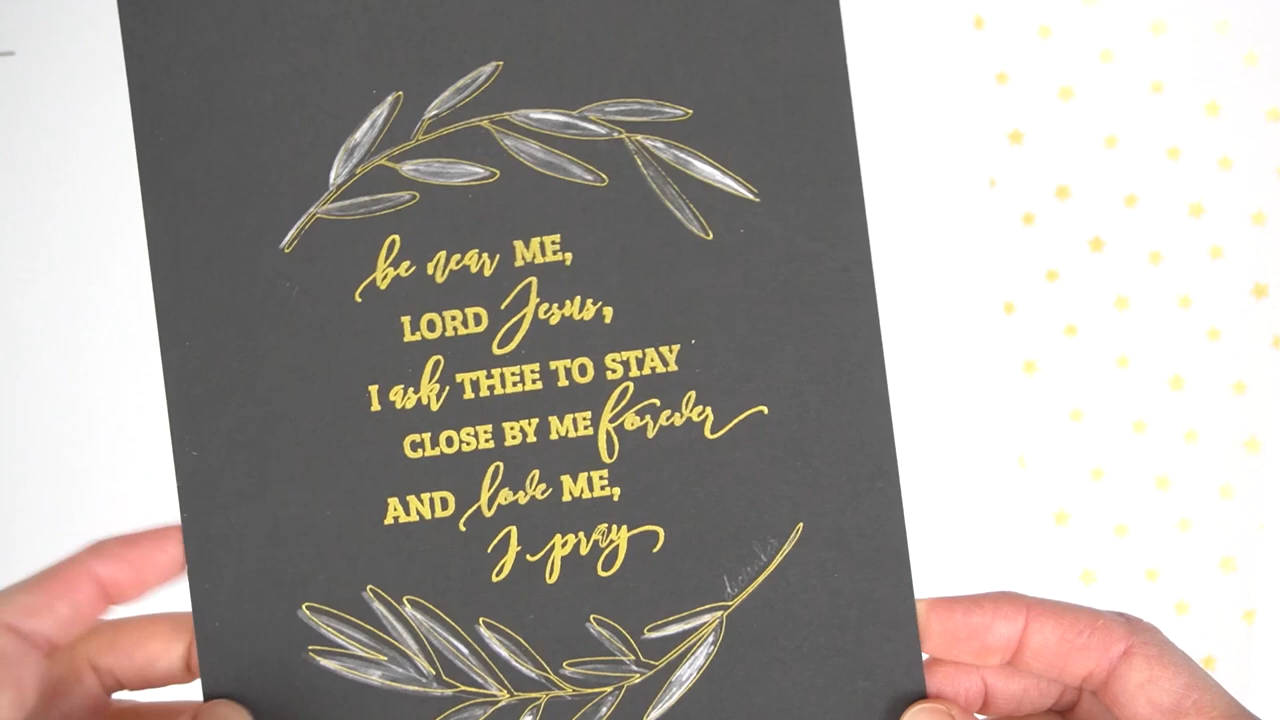 be near ME,
LORD Jesus,
I ask THEE TO STAY
CLOSE BY ME forever
AND love ME,
I pray